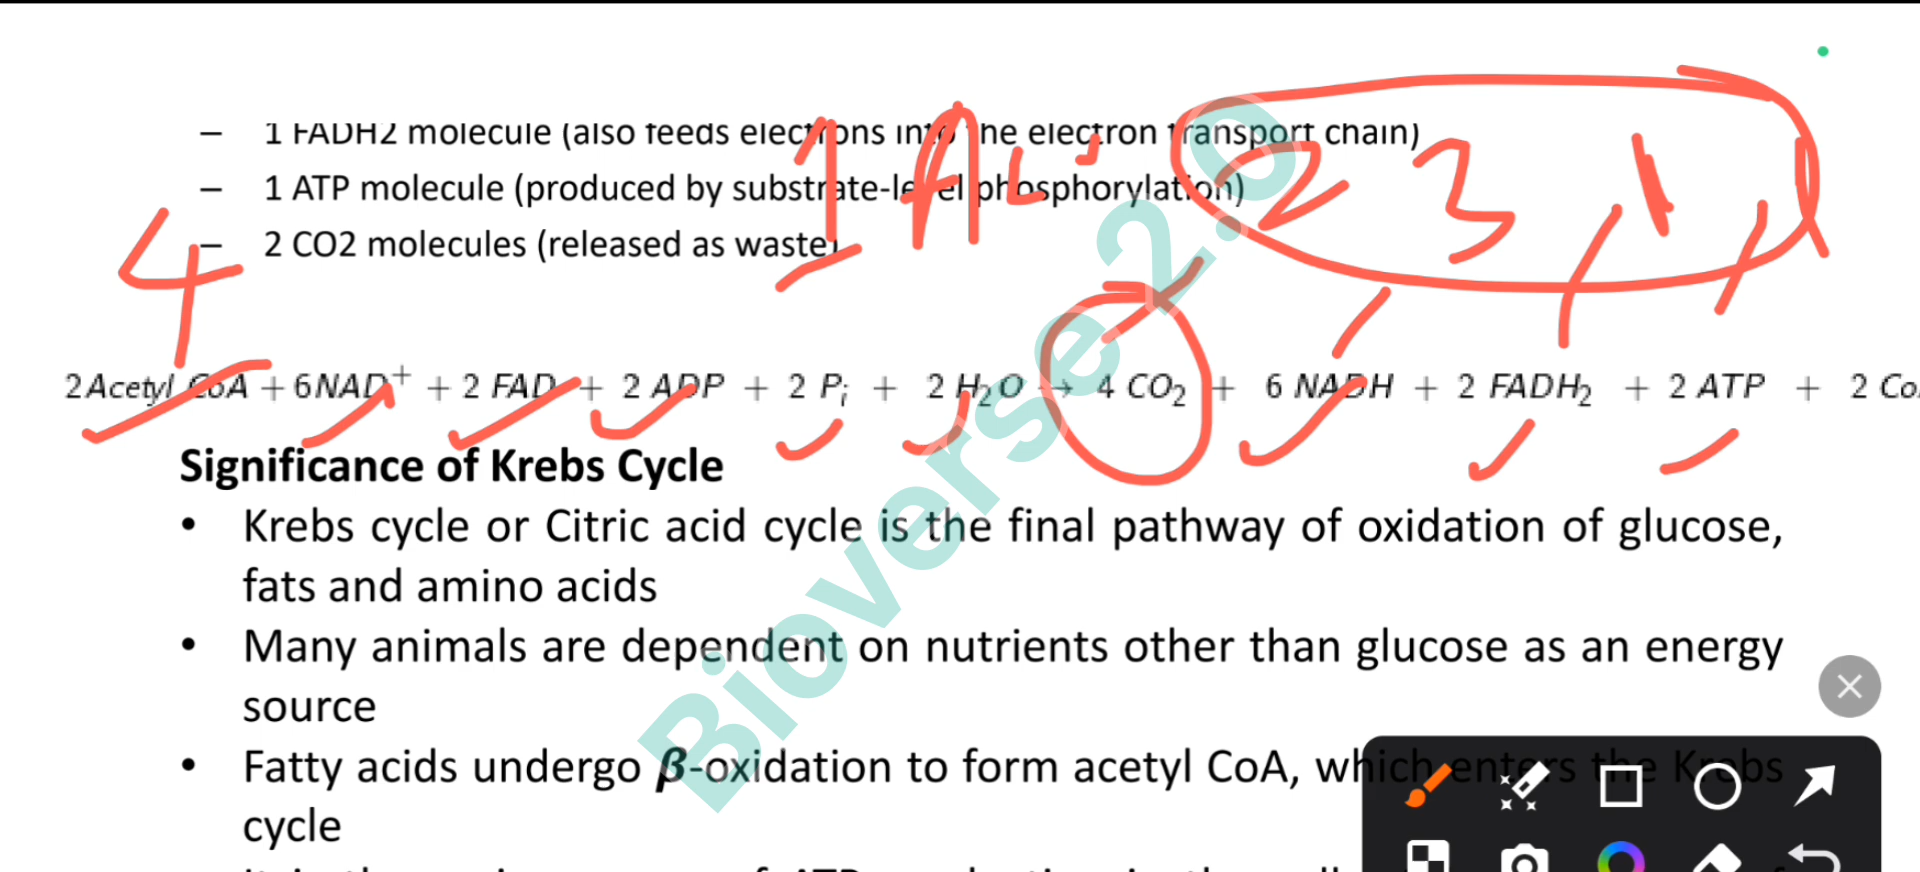 – 1 FADH2 molecule (also feeds electrons into the electron transport chain)
– 1 ATP molecule (produced by substrate-level phosphorylation)
– 2 CO2 molecules (released as waste)
1 A 2 3 1 1
4
2Acetyl CoA + 6NAD⁺ + 2 FAD + 2 ADP + 2 Pᵢ + 2 H₂O → 4 CO₂ + 6 NADH + 2 FADH₂ + 2 ATP + 2 Co
Significance of Krebs Cycle
• Krebs cycle or Citric acid cycle is the final pathway of oxidation of glucose,
fats and amino acids
• Many animals are dependent on nutrients other than glucose as an energy
source
• Fatty acids undergo β-oxidation to form acetyl CoA, which enters the Krebs
cycle
Bioverse2.0